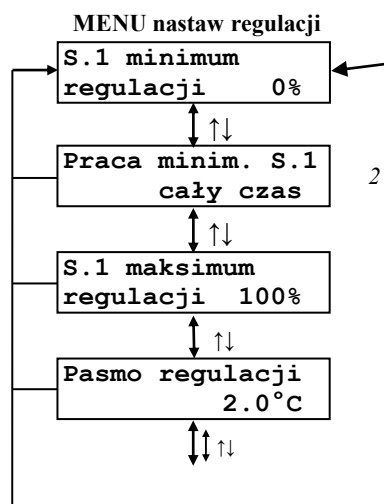 MENU nastaw regulacji
S.1 minimum
regulacji 0%
↑↓
Praca minim. S.1
cały czas
2
↑↓
S.1 maksimum
regulacji 100%
↑↓
Pasmo regulacji
2.0°C
↑↓